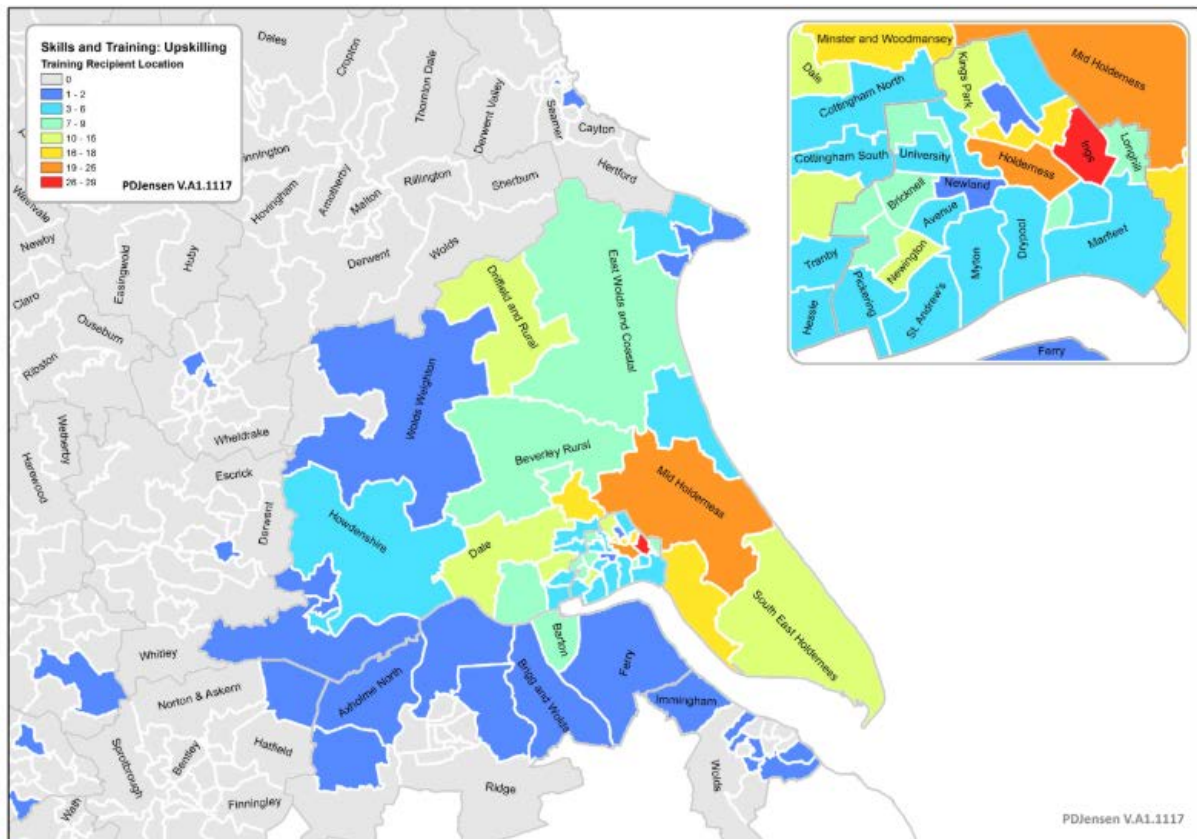 Skills and Training: Upskilling
Training Recipient Location
0
1 - 2
3 - 6
7 - 9
10 - 15
16 - 18
19 - 25
26 - 29
PDJensen V.A1.1117
Dales
Cropton
Thornton Dale
Derwent Valley
Seamer
Cayton
Hertford
Sherburn
Rillington
Malton
Amotherby
Hovingham
Derwent
Wolds
Newby
Huby
Easingwold
Claro
Ouseburn
Ribston
Wetherby
Harewood
Wheldrake
Escrick
Derwent
Driffield and Rural
East Wolds and Coastal
Wolds Weighton
Beverley Rural
Mid Holderness
Howdenshire
Dale
South East Holderness
Barton
Ferry
Whitley
Axholme North
Brigg and Wolds
Immingham
Norton & Askern
Hatfield
Bentley
Sprotbrough
Wath
Finningley
Ridge
Wolds
Minster and Woodmansey
Dale
Kings Park
Mid Holderness
Cottingham North
Cottingham South
University
Holderness
Ings
Longhill
Bricknell
Newland
Avenue
Tranby
Newington
Myton
Drypool
Marfleet
Pickering
Hessle
St. Andrew's
Ferry
PDJensen V.A1.1117